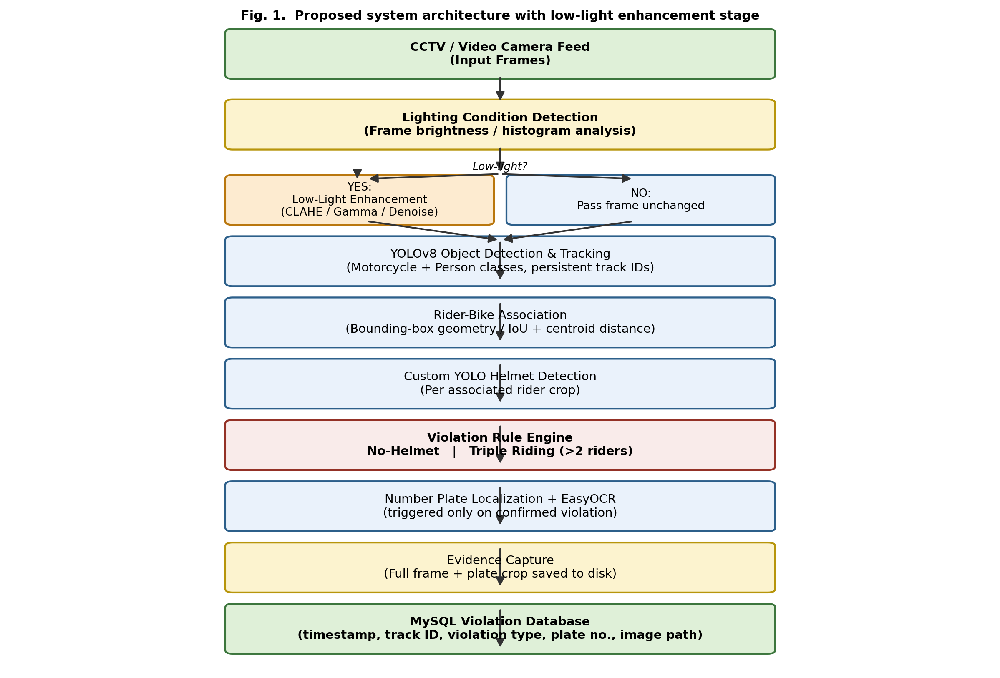 Fig. 1.  Proposed system architecture with low-light enhancement stage
CCTV / Video Camera Feed
(Input Frames)
Lighting Condition Detection
(Frame brightness / histogram analysis)
Low-light?
YES:
Low-Light Enhancement
(CLAHE / Gamma / Denoise)
NO:
Pass frame unchanged
YOLOv8 Object Detection & Tracking
(Motorcycle + Person classes, persistent track IDs)
Rider-Bike Association
(Bounding-box geometry / IoU + centroid distance)
Custom YOLO Helmet Detection
(Per associated rider crop)
Violation Rule Engine
No-Helmet   |   Triple Riding (>2 riders)
Number Plate Localization + EasyOCR
(triggered only on confirmed violation)
Evidence Capture
(Full frame + plate crop saved to disk)
MySQL Violation Database
(timestamp, track ID, violation type, plate no., image path)